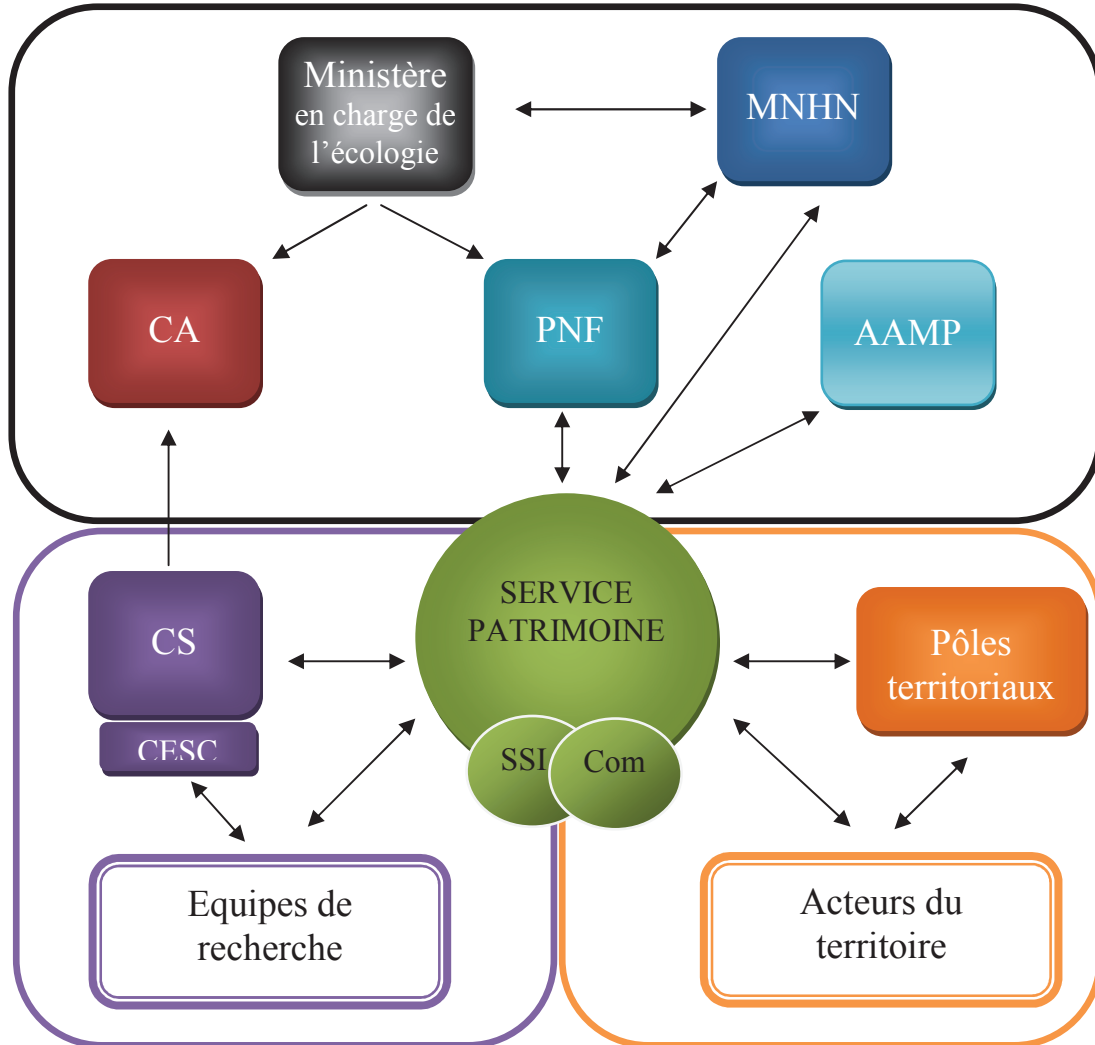 Ministère
en charge de
l'écologie
MNHN
CA
PNF
AAMP
SERVICE
PATRIMOINE
CS
CESC
Pôles
territoriaux
SSI
Com
Equipes de
recherche
Acteurs du
territoire